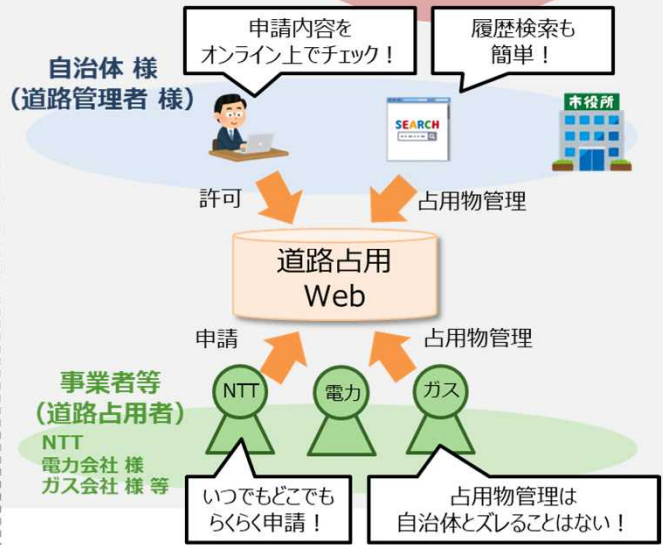 申請内容を
オンライン上でチェック！
履歴検索も
簡単！
自治体 様
（道路管理者 様）
SEARCH
市役所
許可
占用物管理
道路占用
Web
申請
占用物管理
事業者等
（道路占用者）
NTT
電力会社 様
ガス会社 様 等
NTT
電力
ガス
いつでもどこでも
らくらく申請！
占用物管理は
自治体とズレることはない！